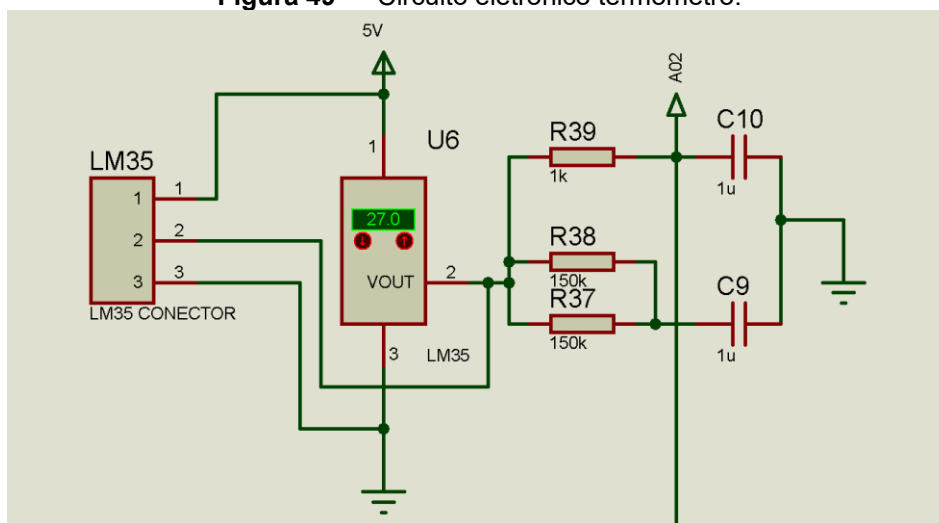 Figura 49 — Circuito eletrônico termômetro.
5V
A02
R39
C10
1
U6
1k
1u
LM35
1
1
27.0
2
2
R38
VOUT
2
150k
3
3
R37
C9
LM35 CONECTOR
150k
1u
3
LM35